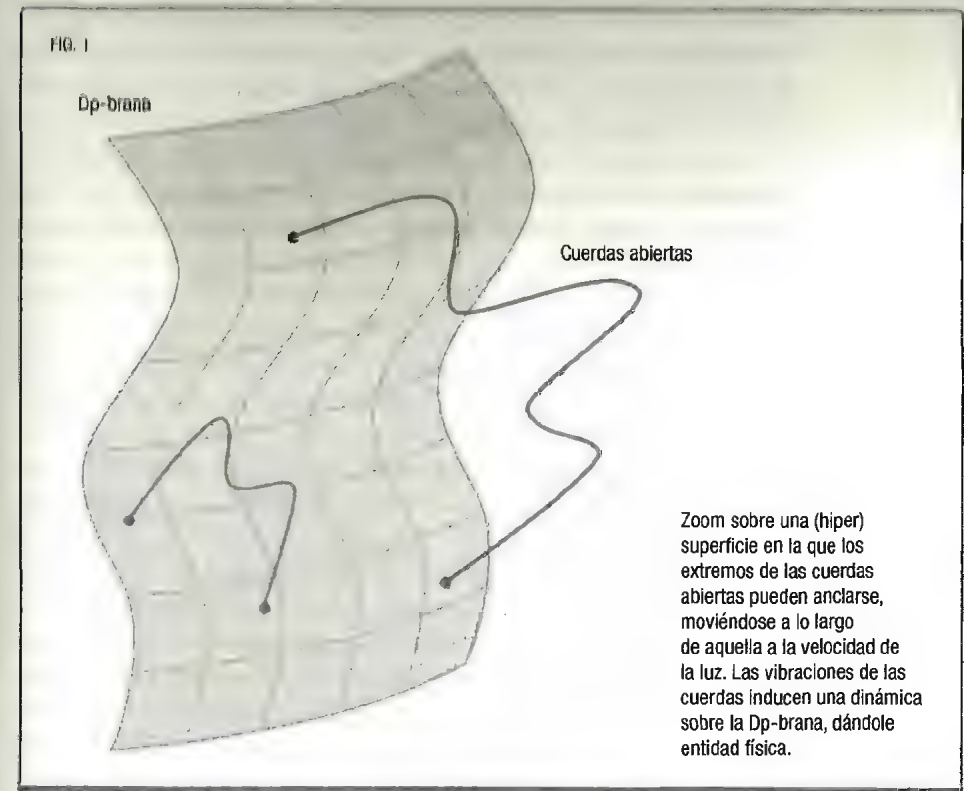 FIG. 1
Dp-brana
Cuerdas abiertas
Zoom sobre una (hiper)
superficie en la que los
extremos de las cuerdas
abiertas pueden anclarse,
moviéndose a lo largo
de aquella a la velocidad de
la luz. Las vibraciones de las
cuerdas inducen una dinámica
sobre la Dp-brana, dándole
entidad física.